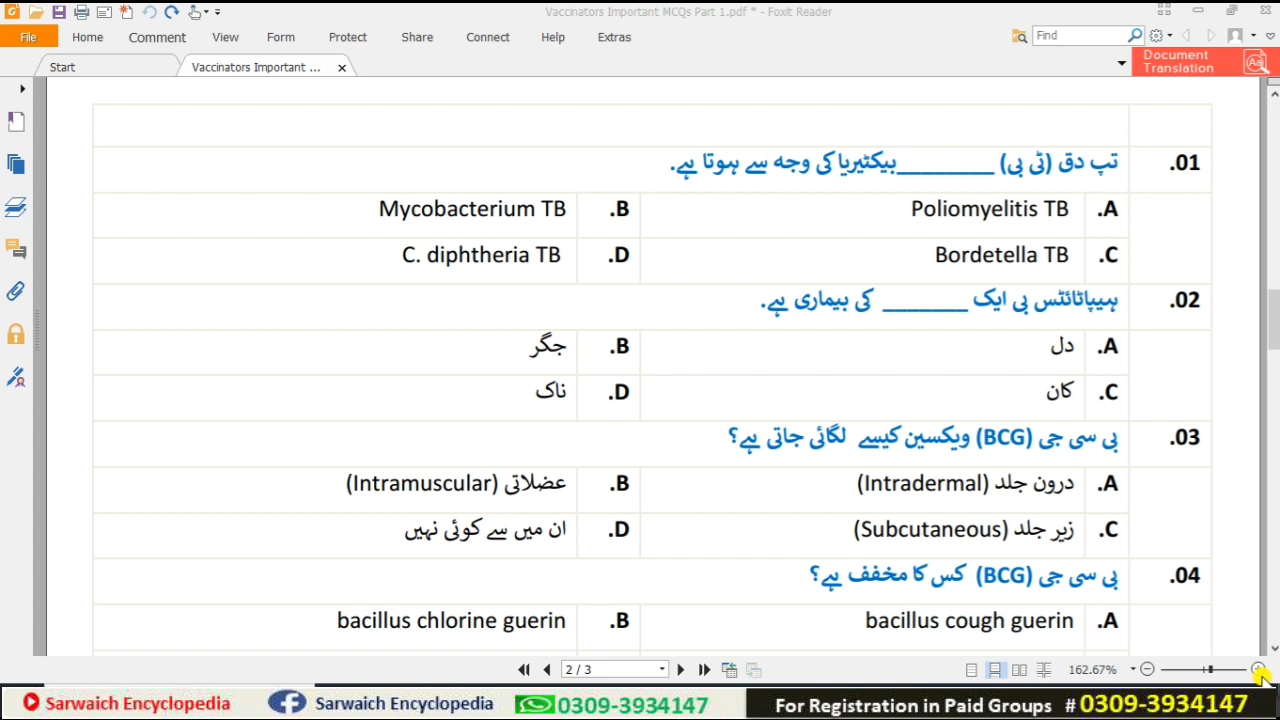 Vaccinators Important MCQs Part 1.pdf * - Foxit Reader
File Home Comment View Form Protect Share Connect Help Extras Find
Start Vaccinators Important ... Document Translation
01. تپ دق (ٹی بی) ________بیکٹیریا کی وجہ سے ہوتا ہے۔
A. Poliomyelitis TB B. Mycobacterium TB
C. Bordetella TB D. C. diphtheria TB
02. ہیپاٹائٹس بی ایک _______ کی بیماری ہے۔
A. دل B. جگر
C. کان D. ناک
03. بی سی جی (BCG) ویکسین کیسے لگائی جاتی ہے؟
A. درون جلد (Intradermal) B. عضلاتی (Intramuscular)
C. زیر جلد (Subcutaneous) D. ان میں سے کوئی نہیں
04. بی سی جی (BCG) کس کا مخفف ہے؟
A. bacillus cough guerin B. bacillus chlorine guerin
2 / 3 162.67%
Sarwaich Encyclopedia Sarwaich Encyclopedia 0309-3934147 For Registration in Paid Groups # 0309-3934147